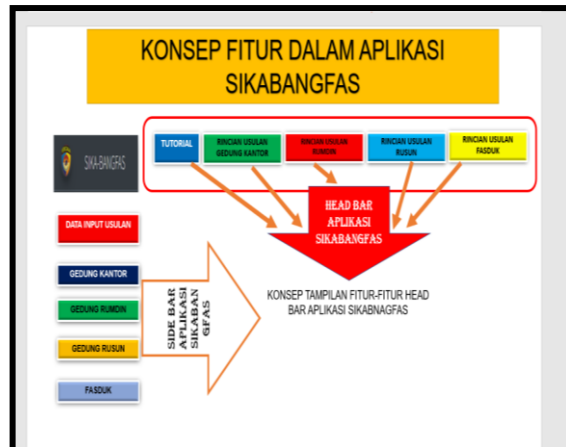 KONSEP FITUR DALAM APLIKASI
SIKABANGFAS
SIKA-BANGFAS
TUTORIAL
RINCIAN USULAN
GEDUNG KANTOR
RINCIAN USULAN
RUMDIN
RINCIAN USULAN
RUSUN
RINCIAN USULAN
FASDUK
HEAD BAR
APLIKASI
SIKABANGFAS
DATA INPUT USULAN
GEDUNG KANTOR
GEDUNG RUMDIN
GEDUNG RUSUN
FASDUK
SIDE BAR
APLIKASI
SIKABAN
GFAS
KONSEP TAMPILAN FITUR-FITUR HEAD
BAR APLIKASI SIKABNAGFAS